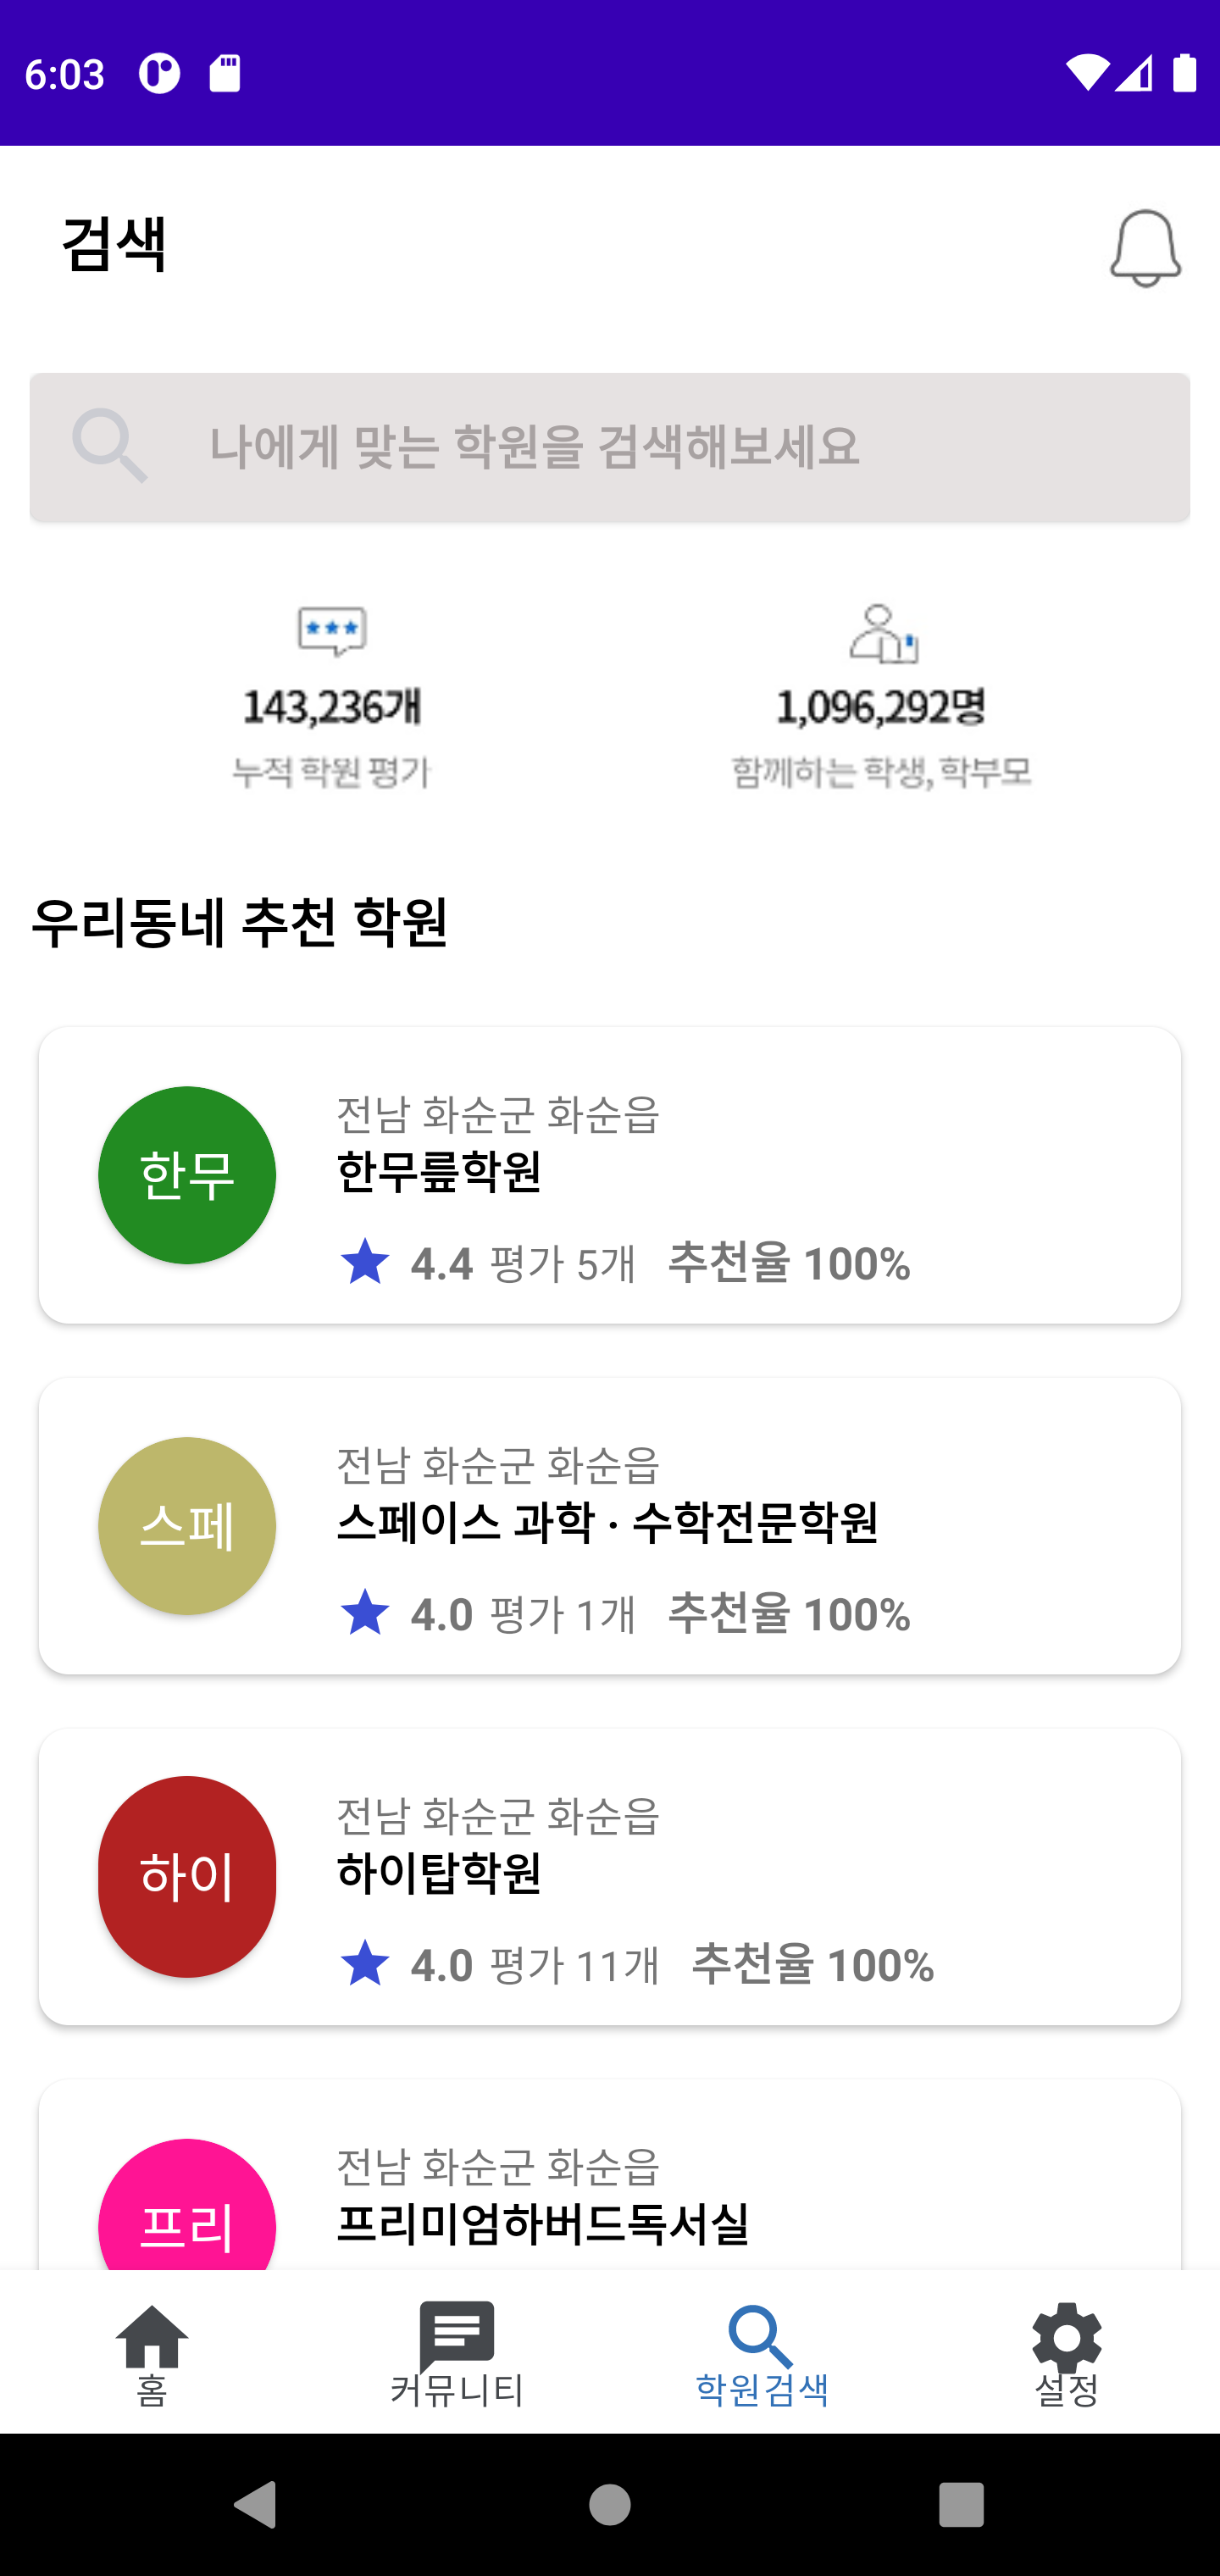 6:03
검색
나에게 맞는 학원을 검색해보세요
143,236개
1,096,292명
누적 학원 평가
함께하는 학생, 학부모
우리동네 추천 학원
한무
전남 화순군 화순읍
한무릎학원
4.4 평가 5개 추천율 100%
스페
전남 화순군 화순읍
스페이스 과학 · 수학전문학원
4.0 평가 1개 추천율 100%
하이
전남 화순군 화순읍
하이탑학원
4.0 평가 11개 추천율 100%
프리
전남 화순군 화순읍
프리미엄하버드독서실
홈
커뮤니티
학원검색
설정